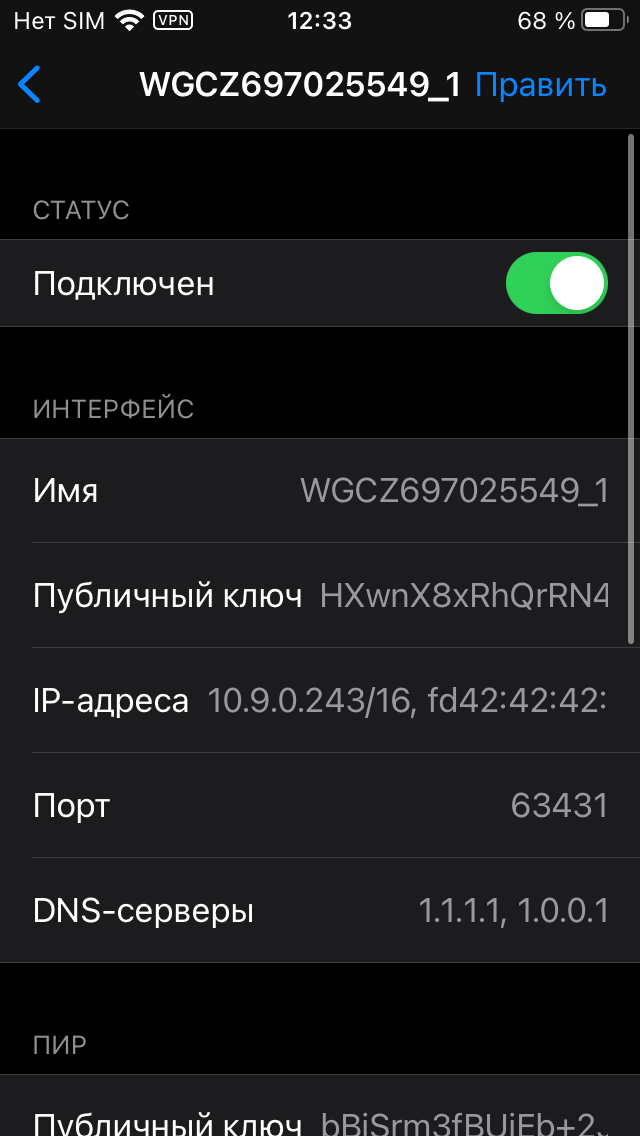 Нет SIM VPN 12:33 68 %
WGCZ697025549_1 Править
СТАТУС
Подключен
ИНТЕРФЕЙС
Имя WGCZ697025549_1
Публичный ключ HXwnX8xRhQrRN4
IP-адреса 10.9.0.243/16, fd42:42:42:
Порт 63431
DNS-серверы 1.1.1.1, 1.0.0.1
ПИР
Публичный ключ bBiSrm3fBUiEb+2